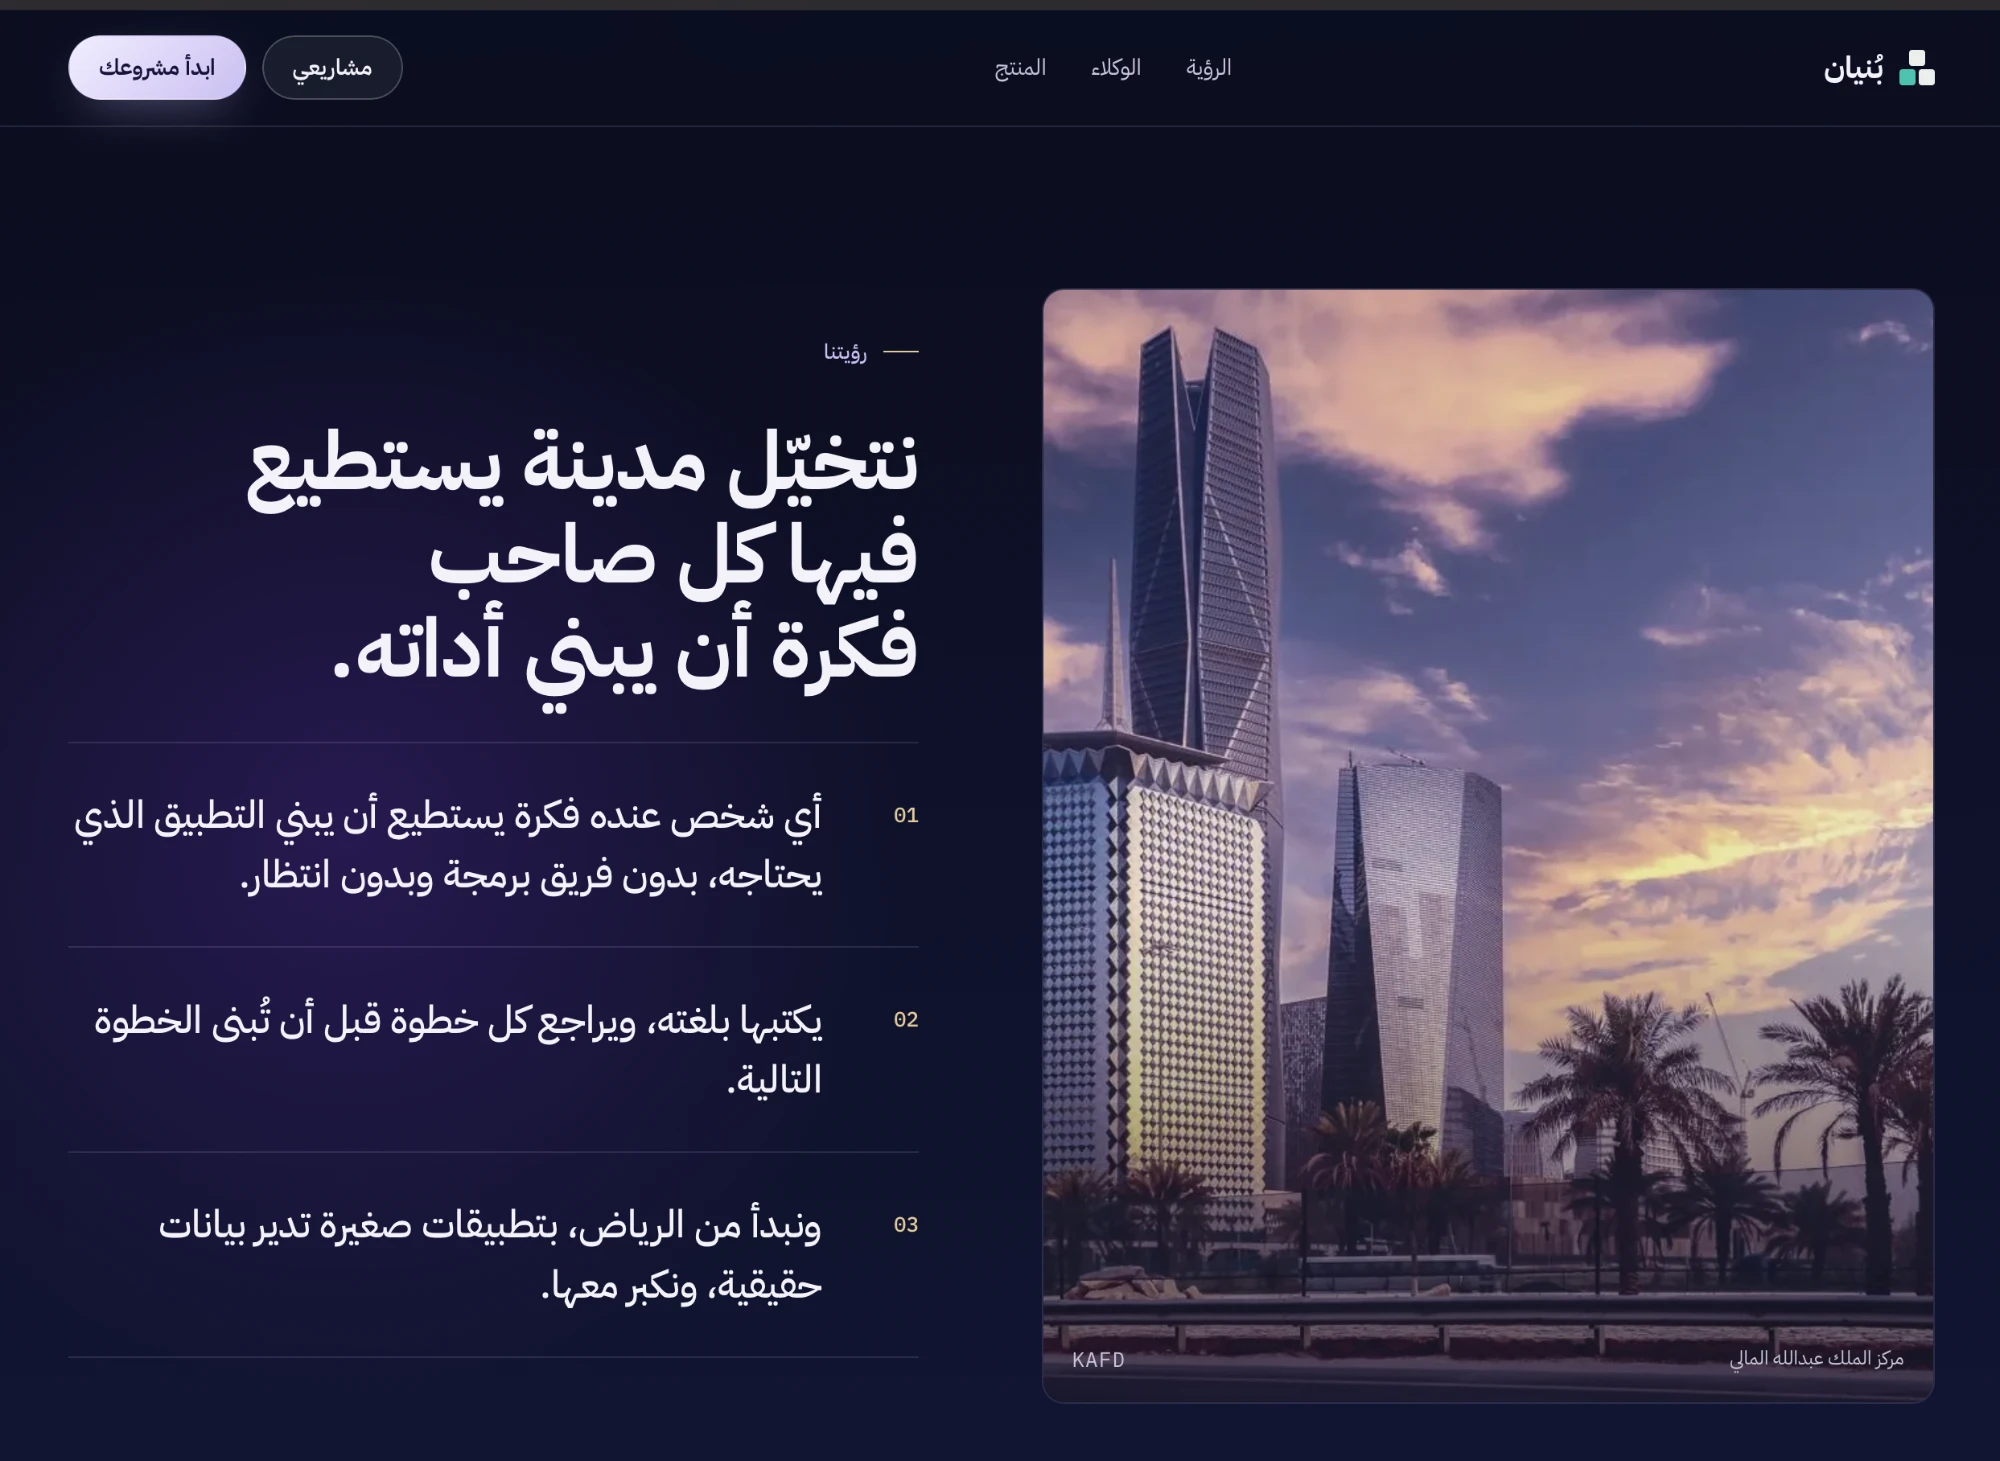 بُنيان
الرؤية
الوكلاء
المنتج
مشاريعي
ابدأ مشروعك
رؤيتنا
نتخيّل مدينة يستطيع
فيها كل صاحب
فكرة أن يبني أداته.
01
أي شخص عنده فكرة يستطيع أن يبني التطبيق الذي
يحتاجه، بدون فريق برمجة وبدون انتظار.
02
يكتبها بلغته، ويراجع كل خطوة قبل أن تُبنى الخطوة
التالية.
03
ونبدأ من الرياض، بتطبيقات صغيرة تدير بيانات
حقيقية، ونكبر معها.
مركز الملك عبدالله المالي
KAFD